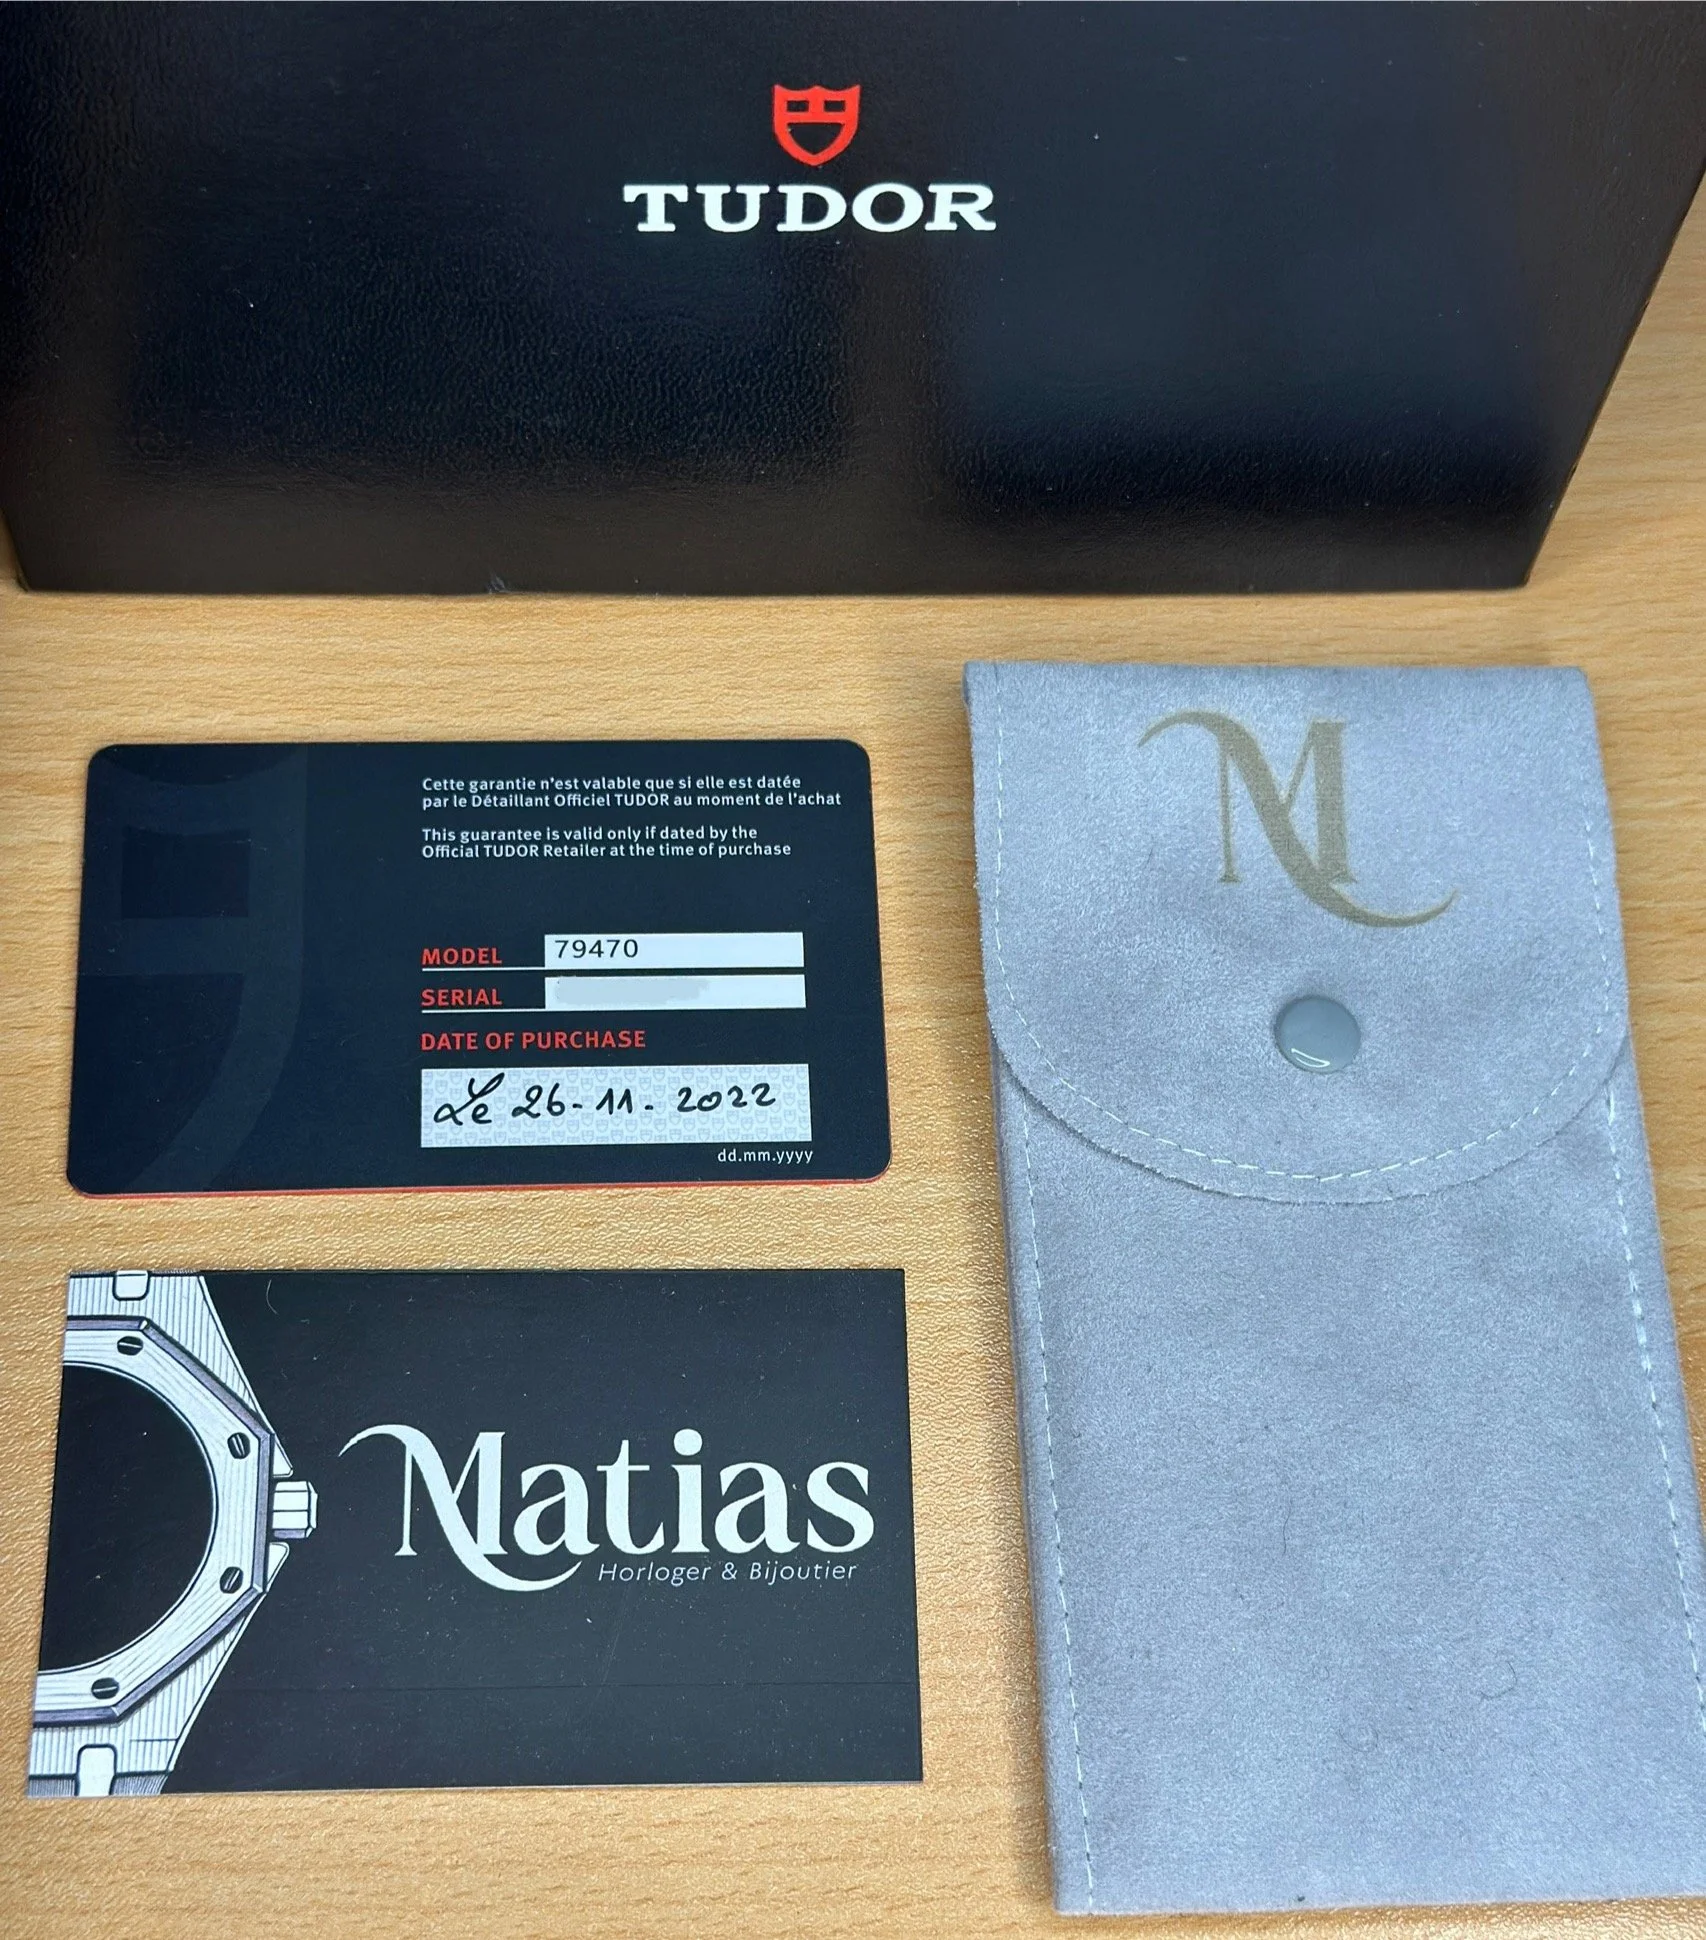 TUDOR
Cette garantie n'est valable que si elle est datée
par le Détaillant Officiel TUDOR au moment de l'achat
This guarantee is valid only if dated by the
Official TUDOR Retailer at the time of purchase
MODEL 79470
SERIAL
DATE OF PURCHASE
Le 26-11-2022
dd.mm.yyyy
M
Matias
Horloger & Bijoutier